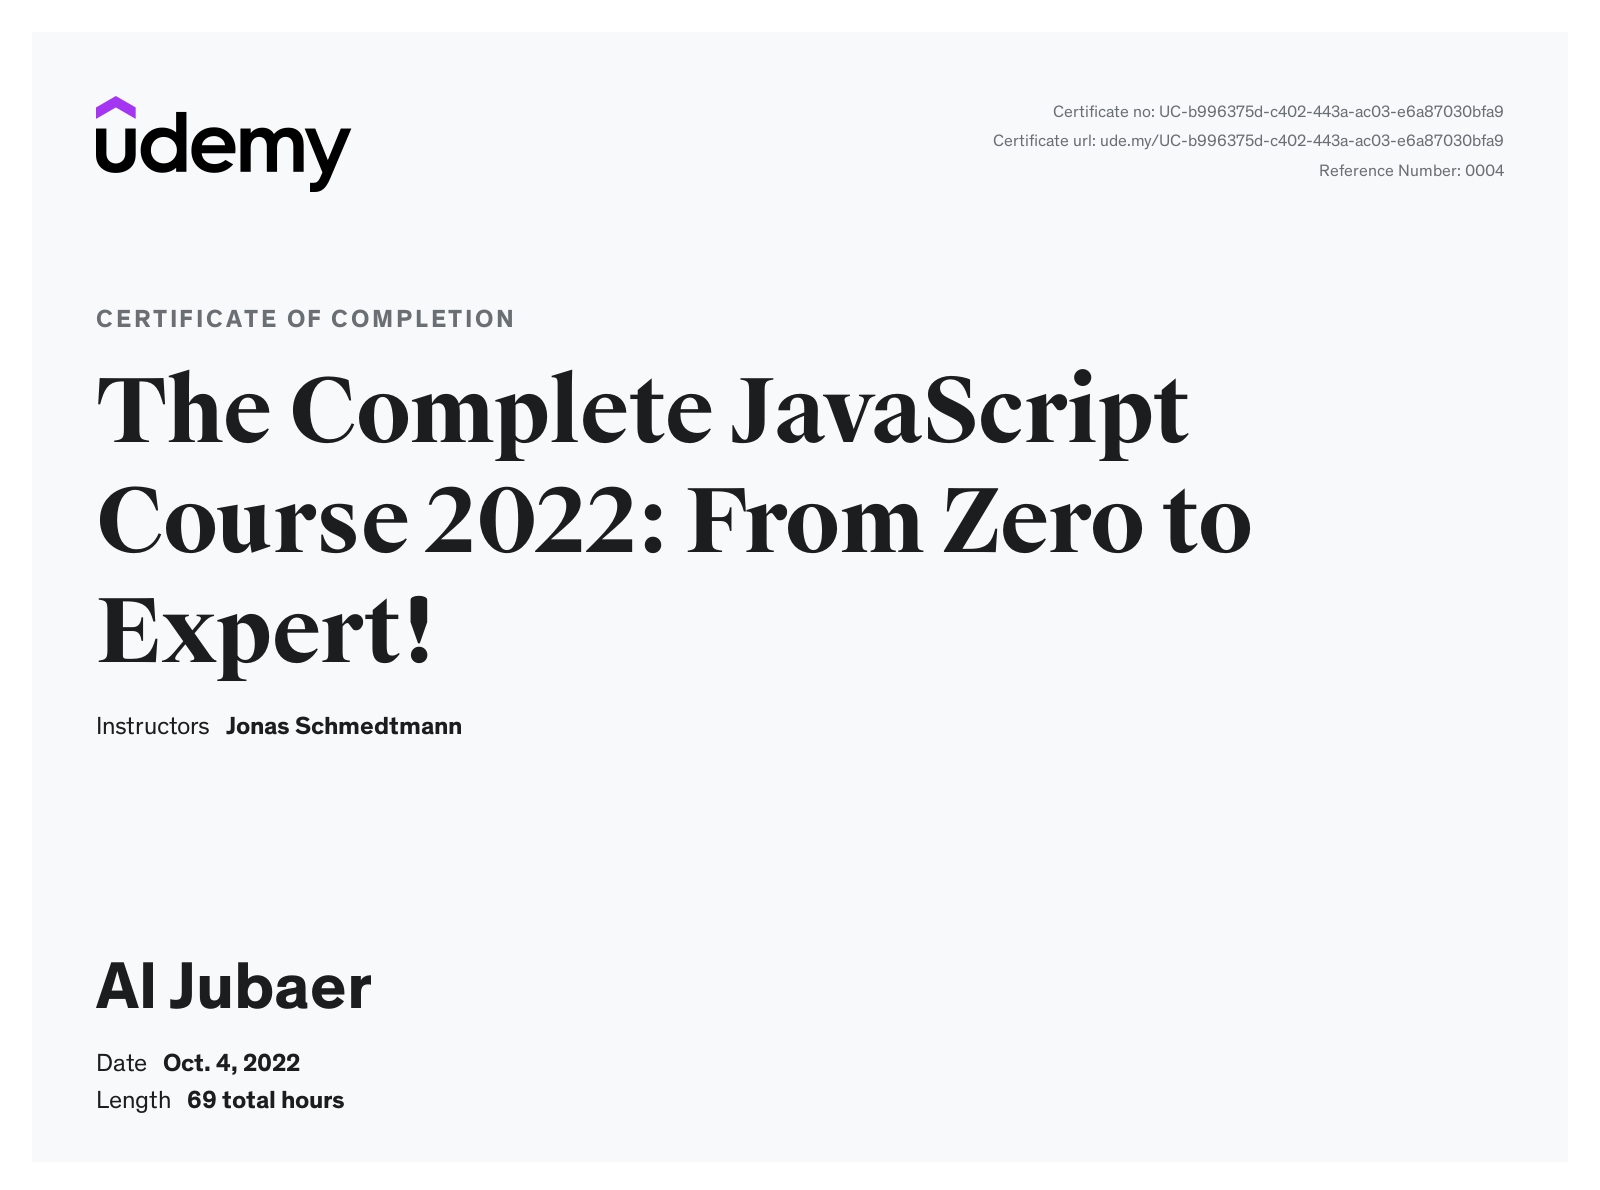 udemy
Certificate no: UC-b996375d-c402-443a-ac03-e6a87030bfa9
Certificate url: ude.my/UC-b996375d-c402-443a-ac03-e6a87030bfa9
Reference Number: 0004
CERTIFICATE OF COMPLETION
The Complete JavaScript
Course 2022: From Zero to
Expert!
Instructors Jonas Schmedtmann
Al Jubaer
Date Oct. 4, 2022
Length 69 total hours